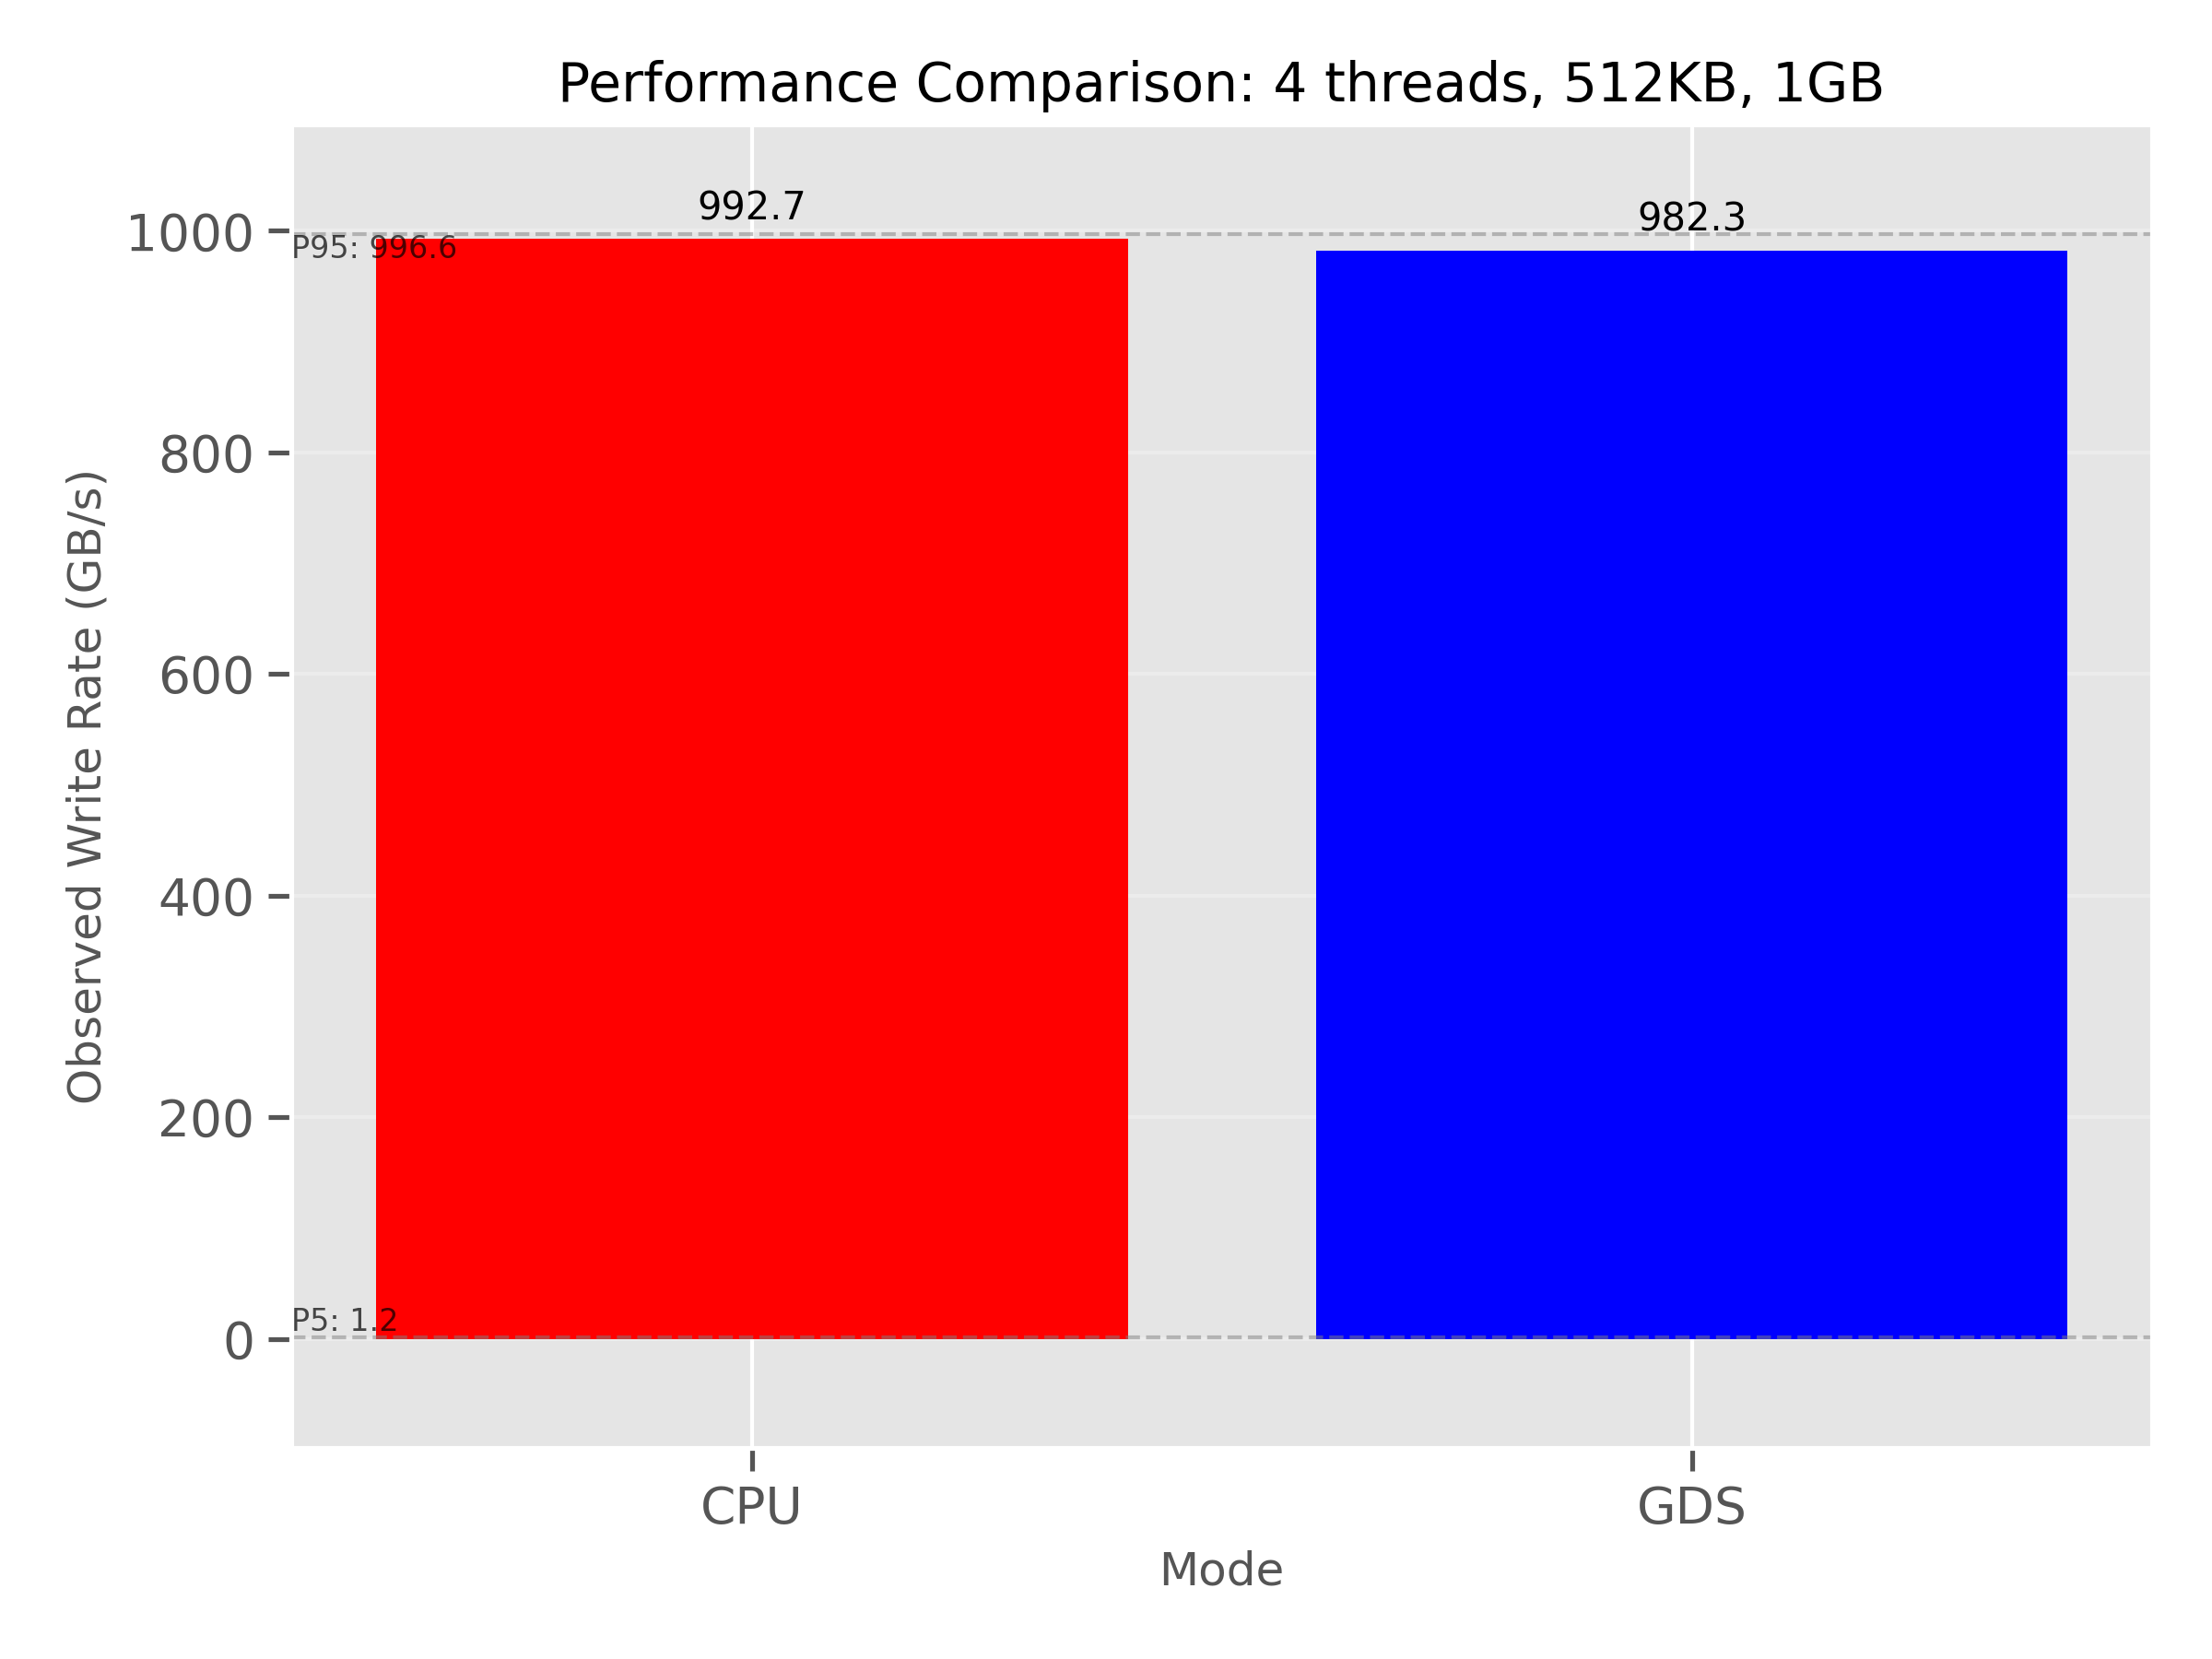 Performance Comparison: 4 threads, 512KB, 1GB
Observed Write Rate (GB/s)
1000
800
600
400
200
0
992.7
982.3
P95: 996.6
P5: 1.2
CPU
GDS
Mode